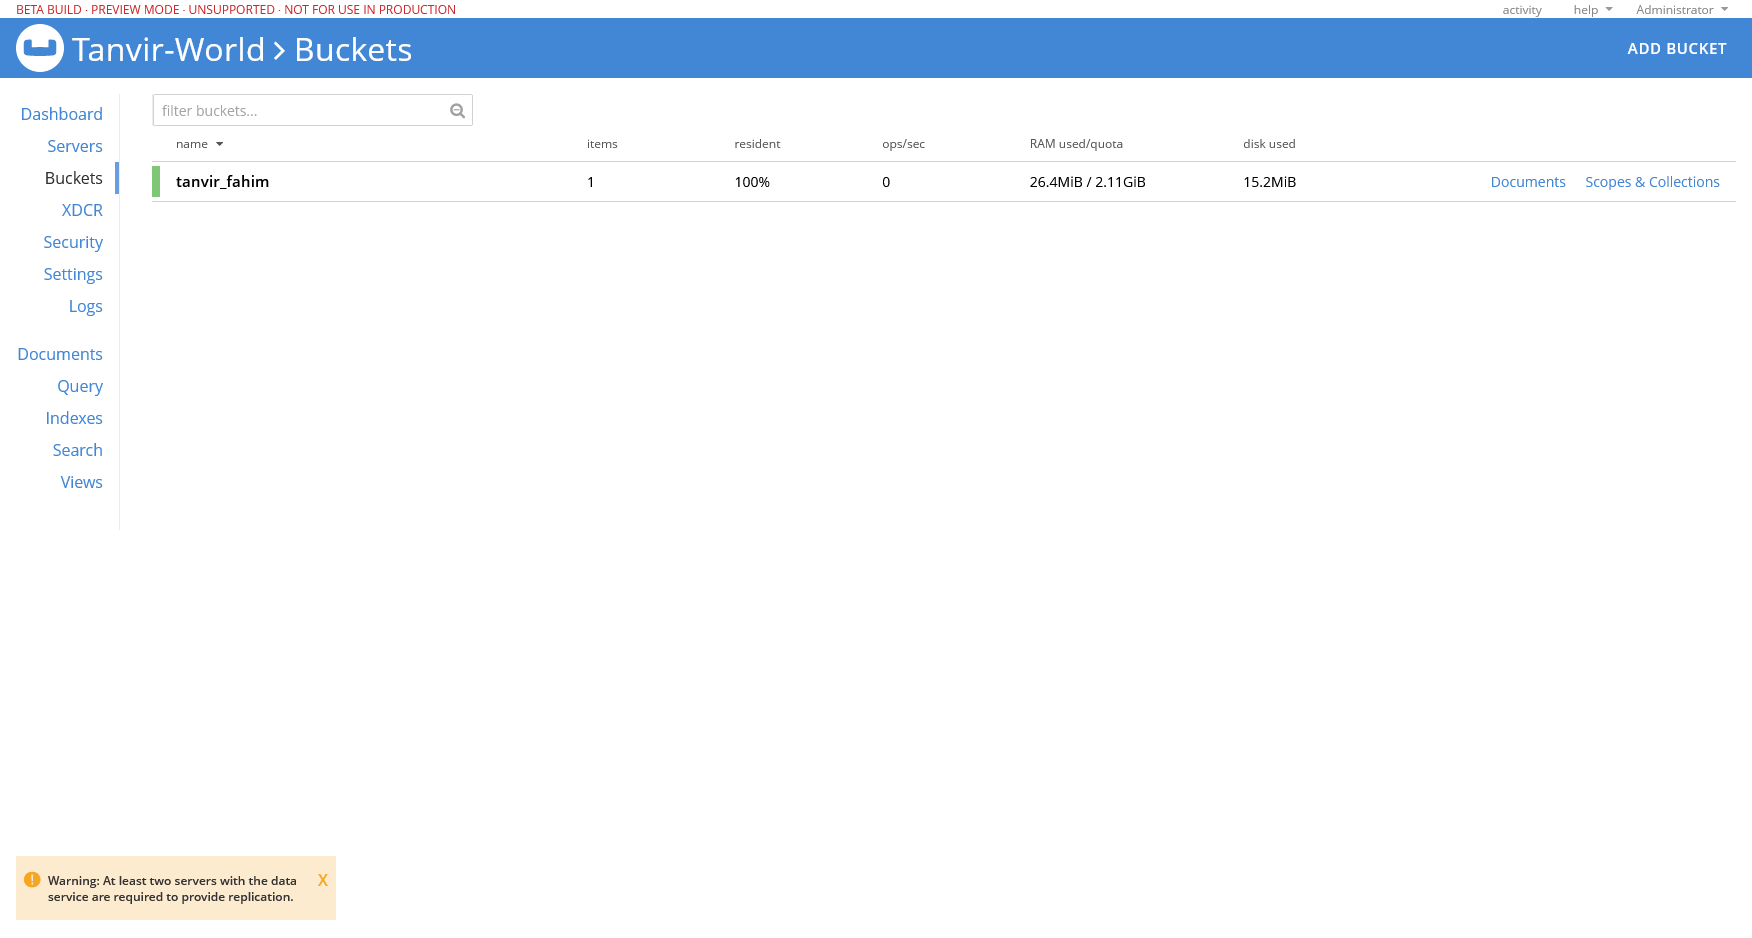 BETA BUILD · PREVIEW MODE · UNSUPPORTED · NOT FOR USE IN PRODUCTION
activity help Administrator
Tanvir-World > Buckets
ADD BUCKET
Dashboard
Servers
Buckets
XDCR
Security
Settings
Logs
Documents
Query
Indexes
Search
Views
filter buckets...
name items resident ops/sec RAM used/quota disk used
tanvir_fahim 1 100% 0 26.4MiB / 2.11GiB 15.2MiB Documents Scopes & Collections
Warning: At least two servers with the data X
service are required to provide replication.